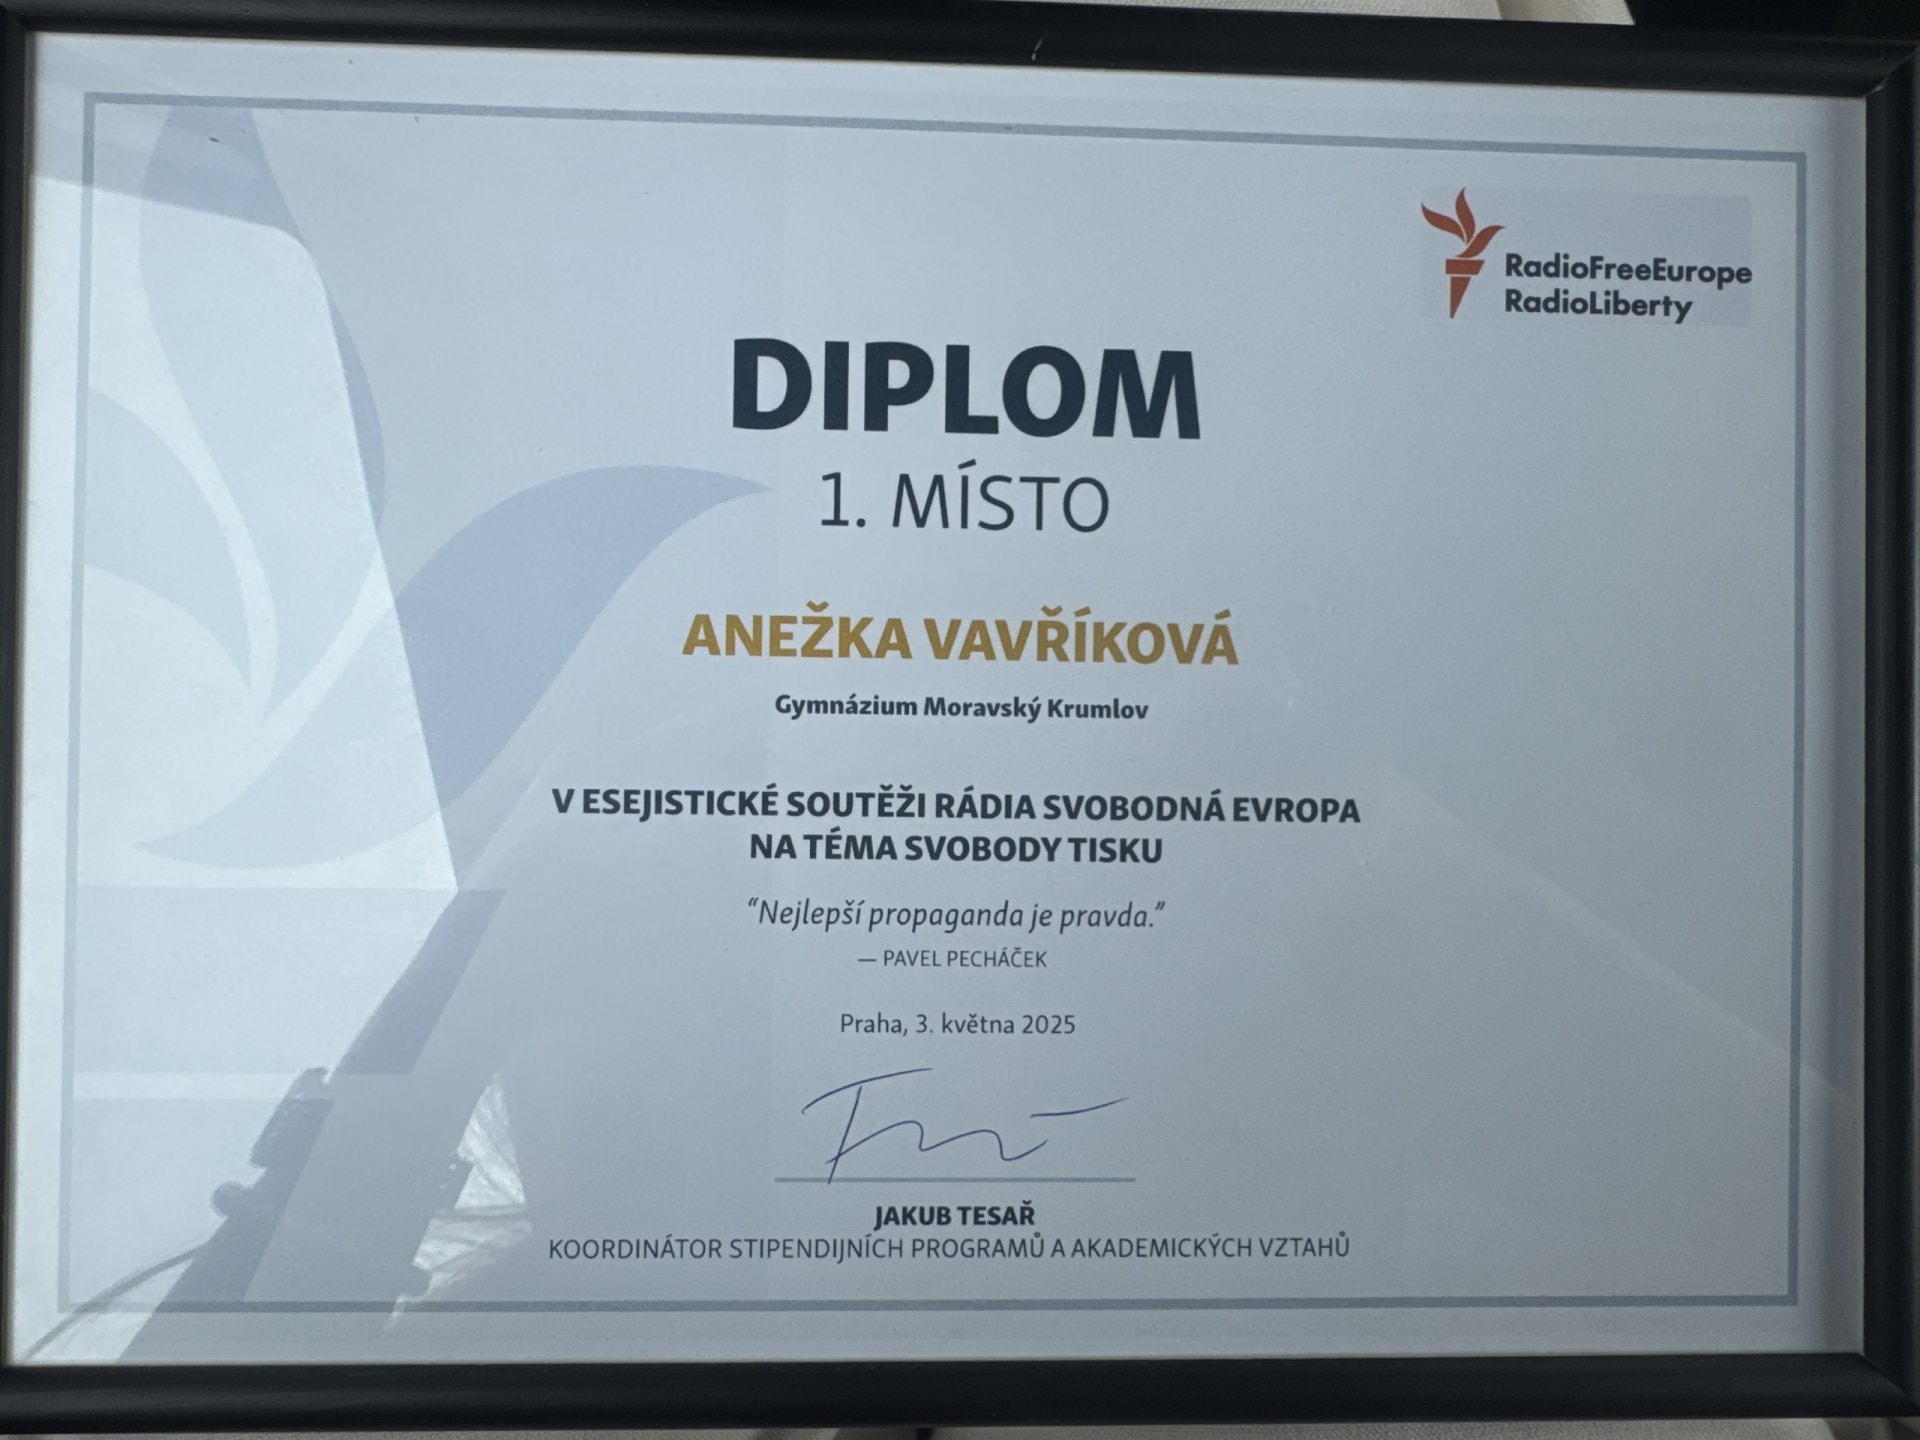 RadioFreeEurope
RadioLiberty
DIPLOM
1. MÍSTO
ANEŽKA VAVŘÍKOVÁ
Gymnázium Moravský Krumlov
V ESEJISTICKÉ SOUTĚŽI RÁDIA SVOBODNÁ EVROPA
NA TÉMA SVOBODY TISKU
“Nejlepší propaganda je pravda.”
— PAVEL PECHÁČEK
Praha, 3. května 2025
JAKUB TESAŘ
KOORDINÁTOR STIPENDIJNÍCH PROGRAMŮ A AKADEMICKÝCH VZTAHŮ